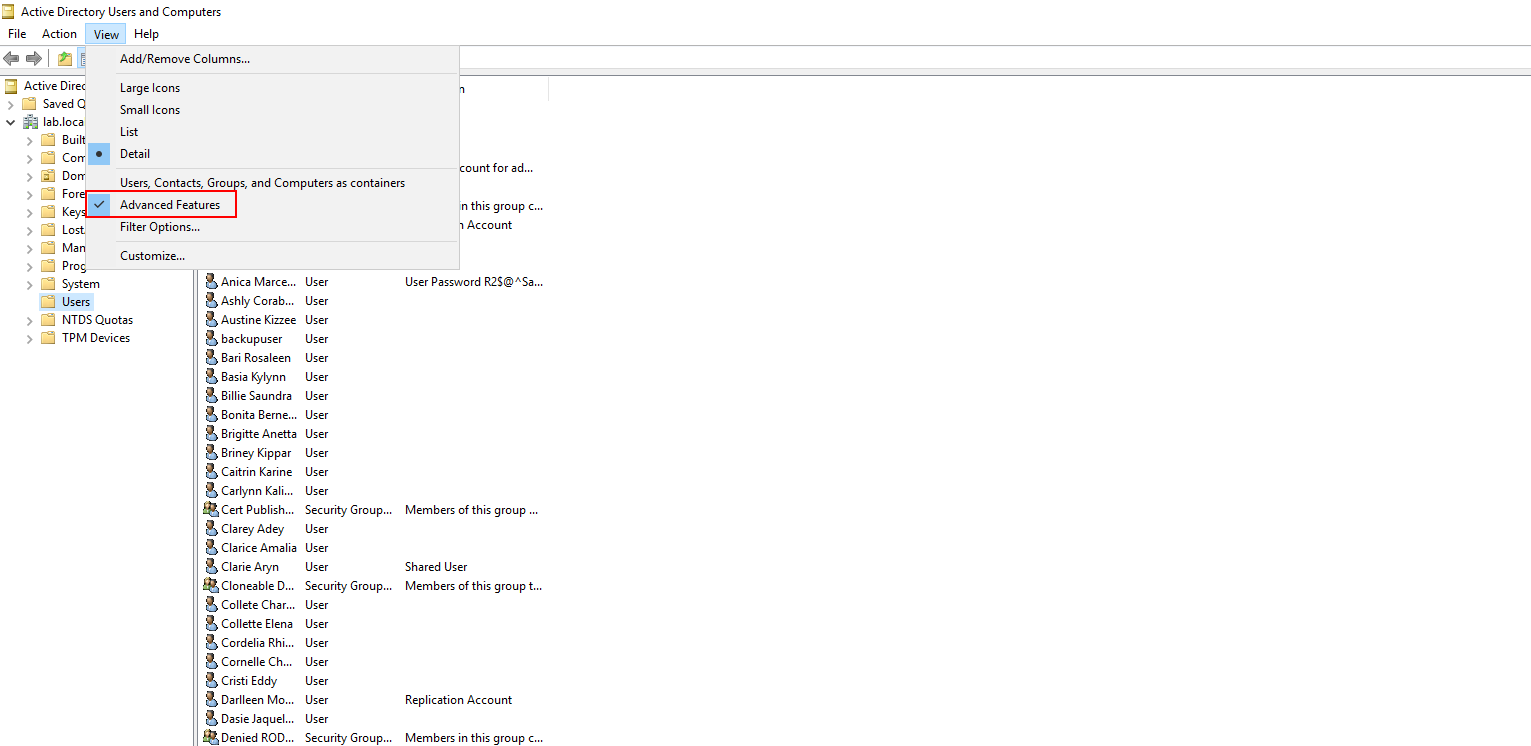 Active Directory Users and Computers
File Action View Help
Add/Remove Columns...
Large Icons
Small Icons
List
Detail
Users, Contacts, Groups, and Computers as containers
Advanced Features
Filter Options...
Customize...
Active Direc
Saved Q
lab.loca
Built
Com
Dom
Fore
Keys
Lost
Man
Prog
System
Users
NTDS Quotas
TPM Devices
n
count for ad...
in this group c...
n Account
Anica Marce... User User Password R2$@^Sa...
Ashly Corab... User
Austine Kizzee User
backupuser User
Bari Rosaleen User
Basia Kylynn User
Billie Saundra User
Bonita Berne... User
Brigitte Anetta User
Briney Kippar User
Caitrin Karine User
Carlynn Kali... User
Cert Publish... Security Group... Members of this group ...
Clarey Adey User
Clarice Amalia User
Clarie Aryn User Shared User
Cloneable D... Security Group... Members of this group t...
Collete Char... User
Collette Elena User
Cordelia Rhi... User
Cornelle Ch... User
Cristi Eddy User
Darlleen Mo... User Replication Account
Dasie Jaquel... User
Denied ROD... Security Group... Members in this group c...